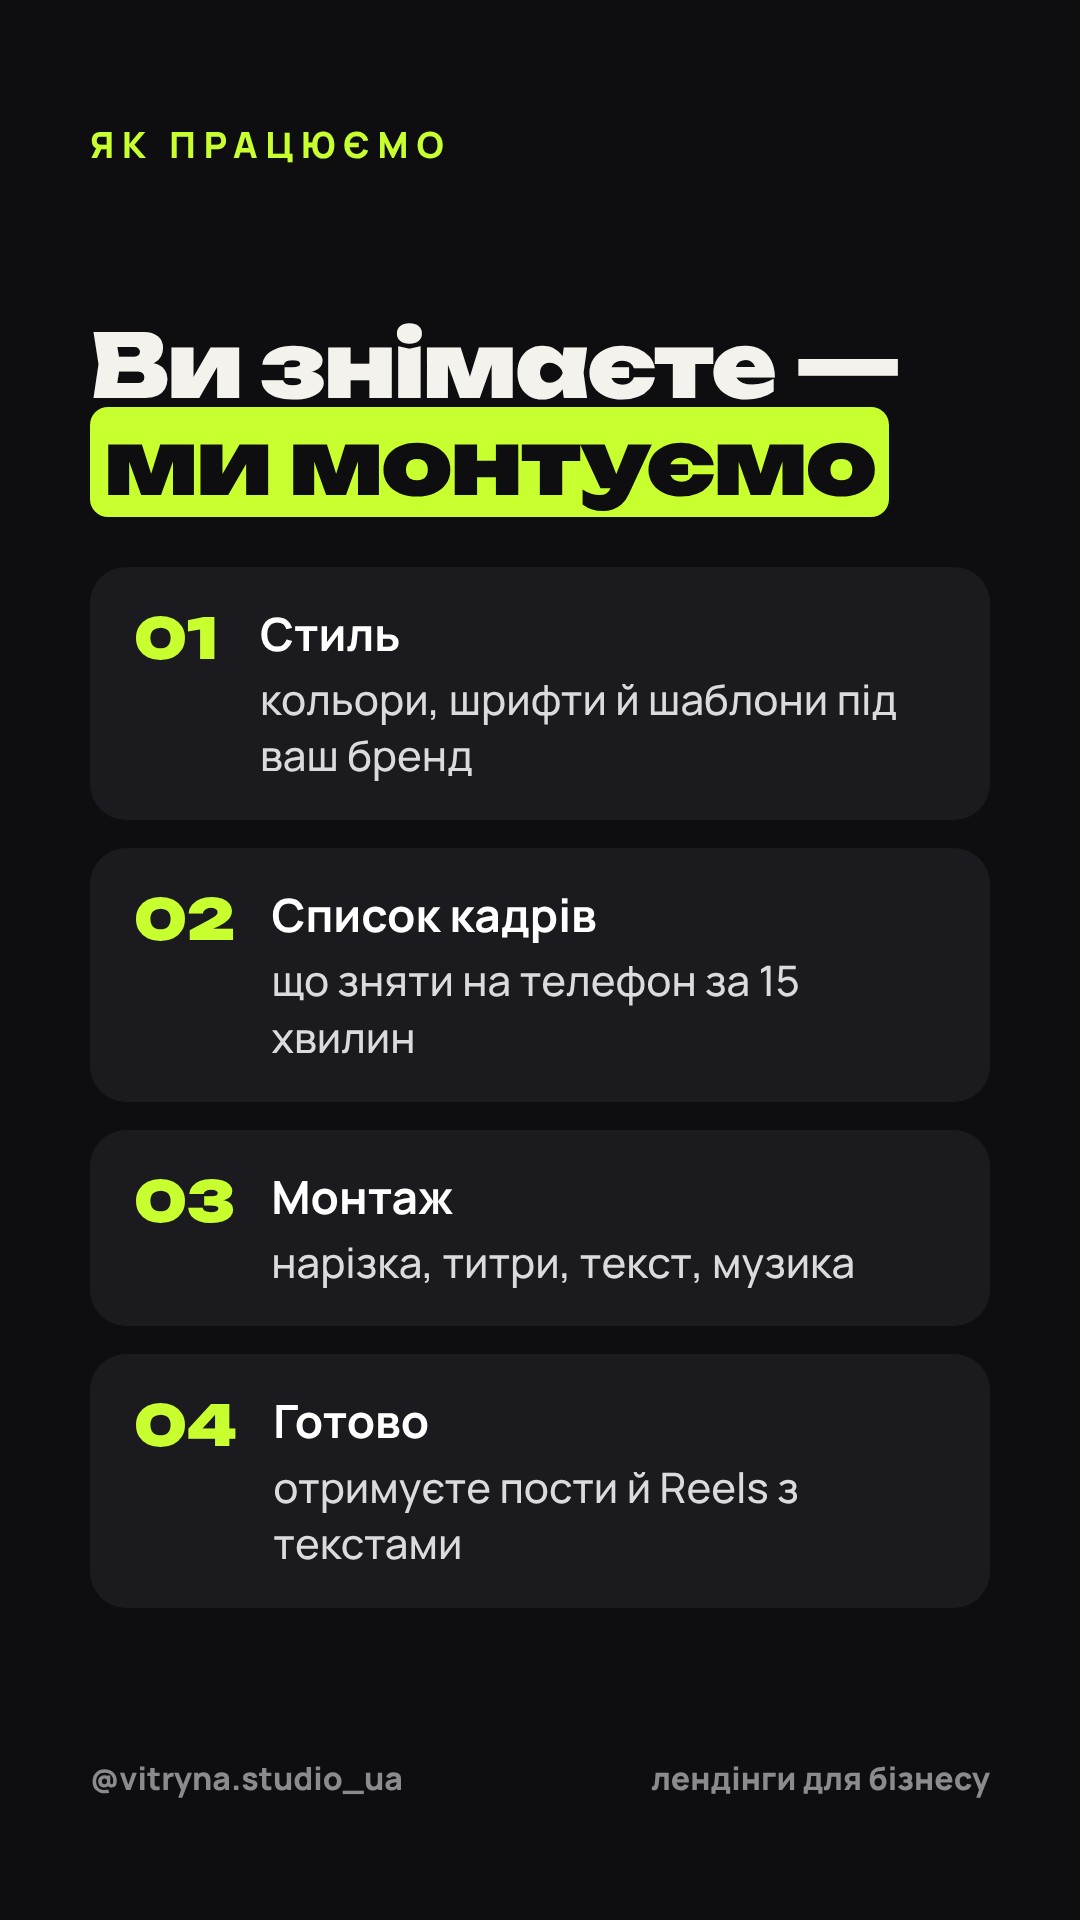 ЯК ПРАЦЮЄМО
Ви знімаєте —
ми монтуємо
01 Стиль
кольори, шрифти й шаблони під
ваш бренд
02 Список кадрів
що зняти на телефон за 15
хвилин
03 Монтаж
нарізка, титри, текст, музика
04 Готово
отримуєте пости й Reels з
текстами
@vitryna.studio_ua
лендінги для бізнесу